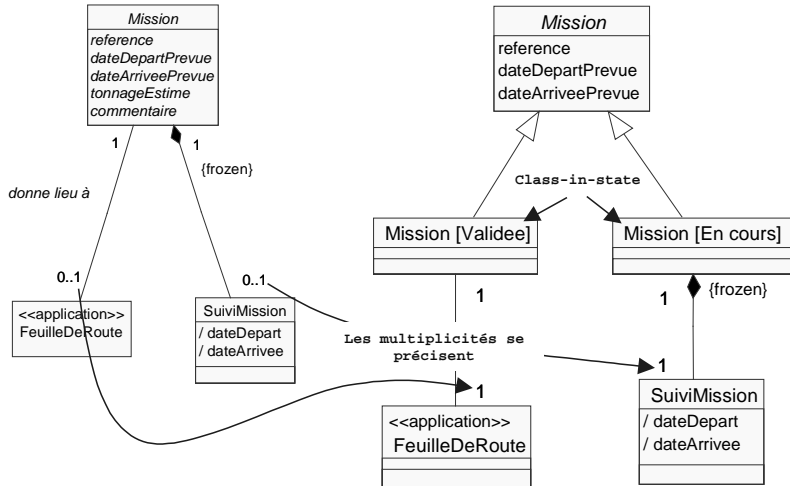 Mission
reference
dateDepartPrevue
dateArriveePrevue
tonnageEstime
commentaire
1
1
{frozen}
donne lieu à
0..1
0..1
<<application>>
FeuilleDeRoute
SuiviMission
/ dateDepart
/ dateArrivee
Mission
reference
dateDepartPrevue
dateArriveePrevue
Class-in-state
Mission [Validee]
Mission [En cours]
1
1
{frozen}
Les multiplicités se
précisent
1
1
<<application>>
FeuilleDeRoute
SuiviMission
/ dateDepart
/ dateArrivee